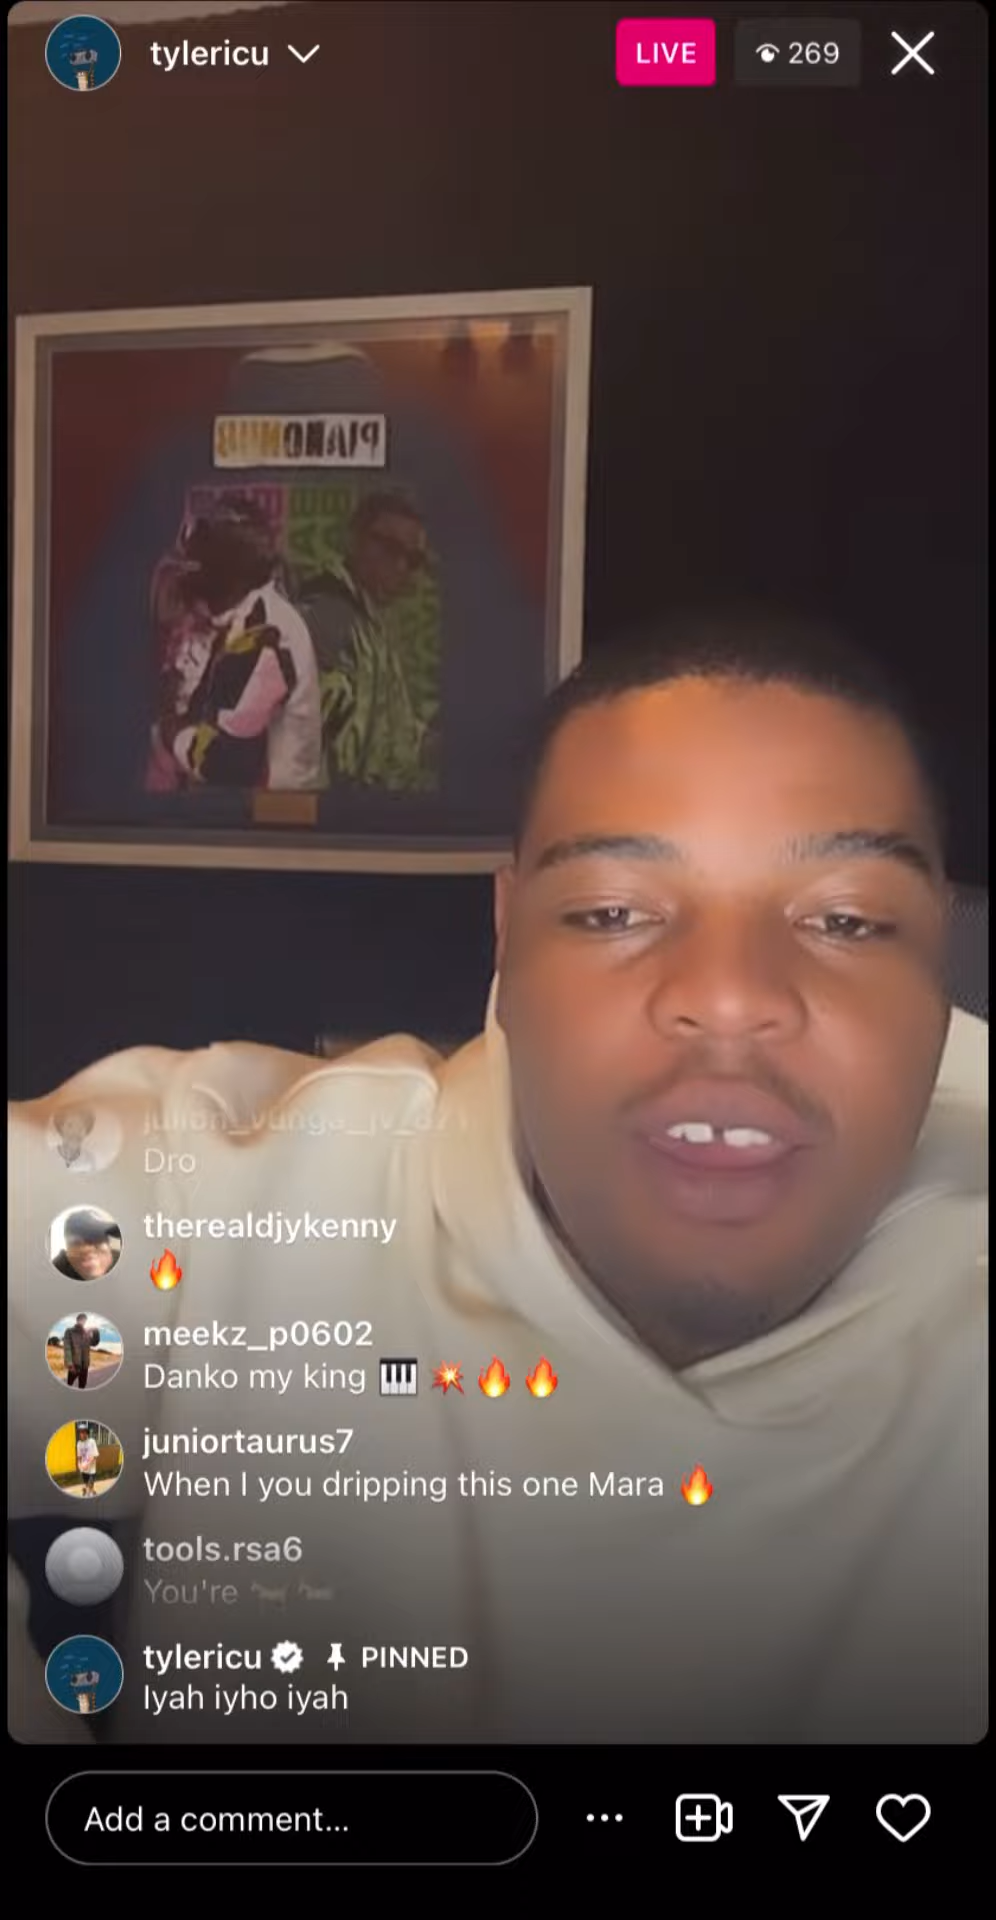 tylericu
LIVE
269
Dro
therealdjykenny
🔥
meekz_p0602
Danko my king 🎹 💥 🔥 🔥
juniortaurus7
When I you dripping this one Mara 🔥
tools.rsa6
You're
tylericu PINNED
Iyah iyho iyah
Add a comment...